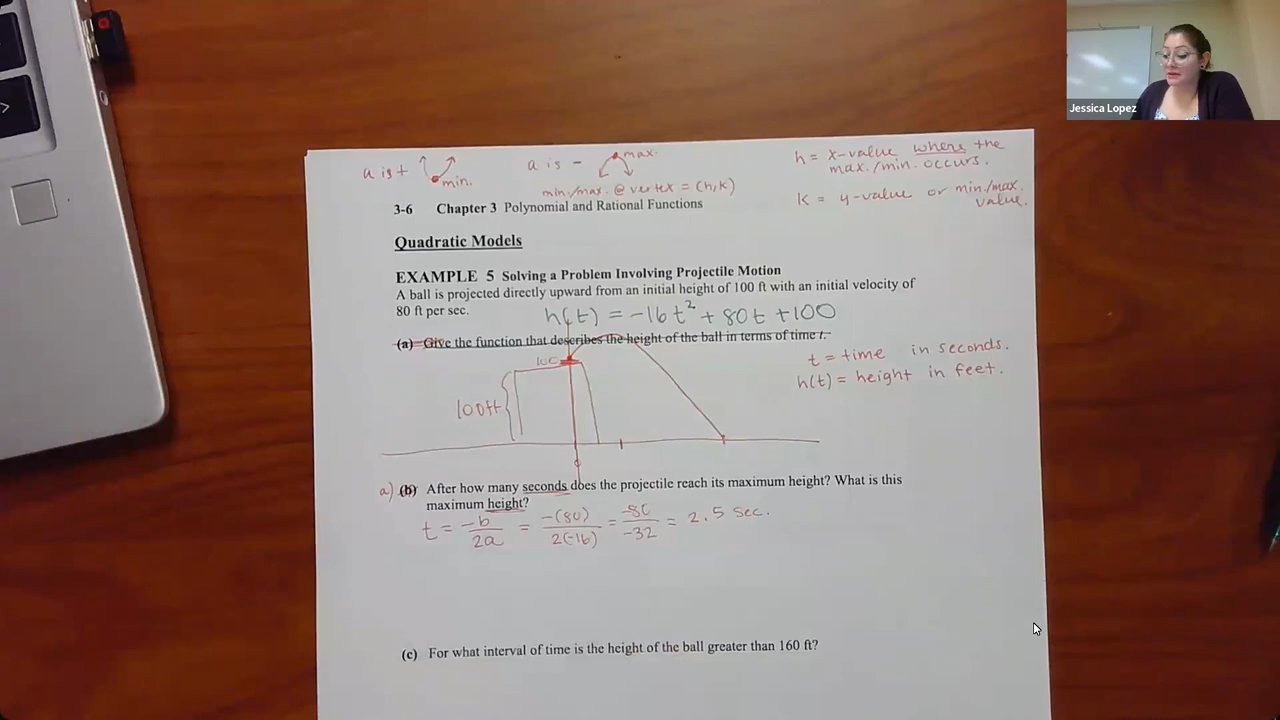 Jessica Lopez
a is + min.
a is - max.
min./max. @ vertex = (h,k)
h = x-value where the
max./min. occurs.
k = y-value or min./max.
value.
3-6 Chapter 3 Polynomial and Rational Functions
Quadratic Models
EXAMPLE 5 Solving a Problem Involving Projectile Motion
A ball is projected directly upward from an initial height of 100 ft with an initial velocity of
80 ft per sec.
h(t) = -16t² + 80t + 100
(a) Give the function that describes the height of the ball in terms of time t.
t = time in seconds.
h(t) = height in feet.
100
100ft
a) (b) After how many seconds does the projectile reach its maximum height? What is this
maximum height?
t = -b/2a = -(80)/2(-16) = -80/-32 = 2.5 sec.
(c) For what interval of time is the height of the ball greater than 160 ft?